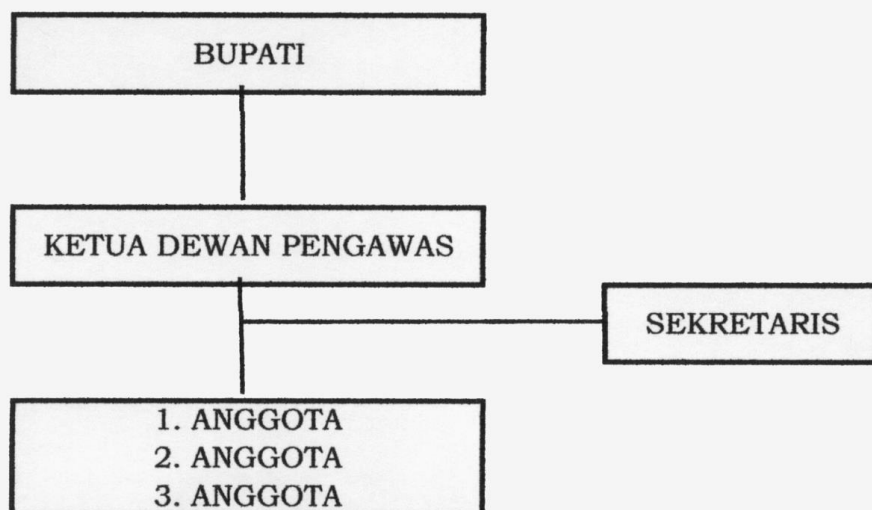 BUPATI
KETUA DEWAN PENGAWAS
SEKRETARIS
1. ANGGOTA
2. ANGGOTA
3. ANGGOTA